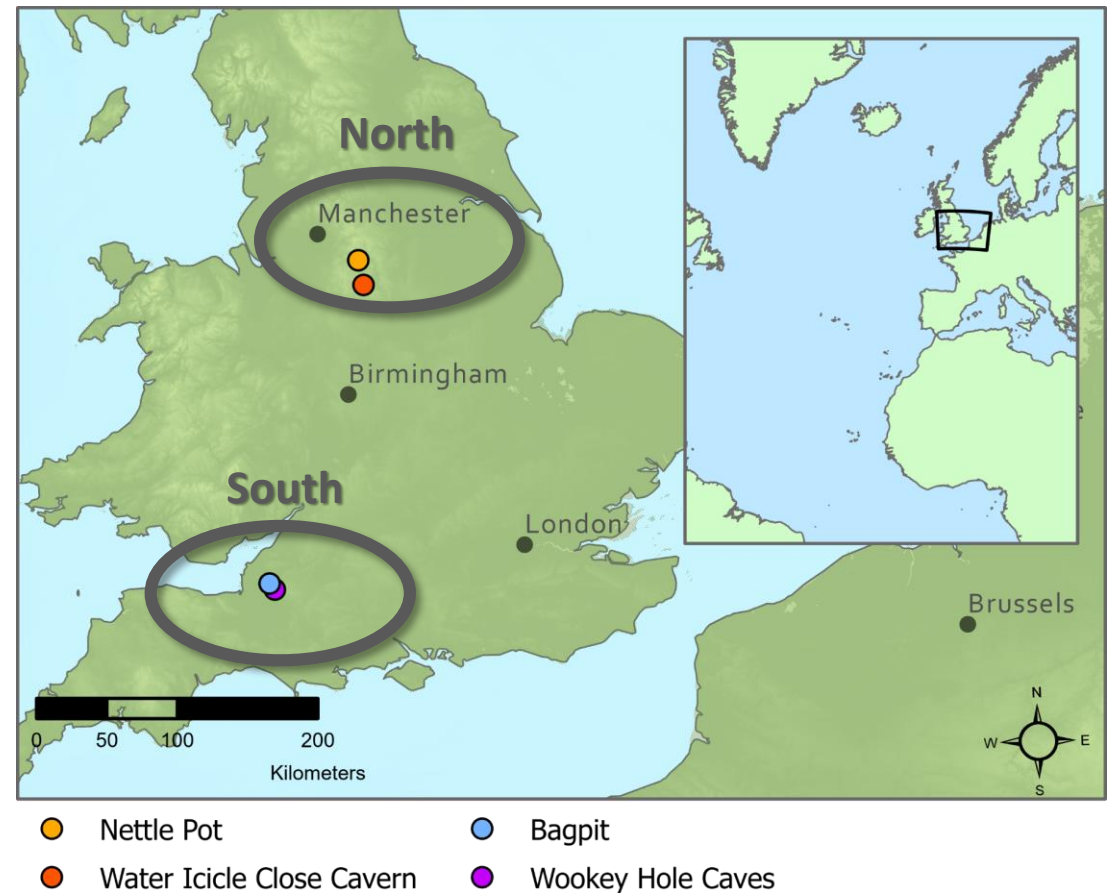 North
Manchester
Birmingham
South
London
Brussels
0 50 100 200
Kilometers
N
W E
S
Nettle Pot
Bagpit
Water Icicle Close Cavern
Wookey Hole Caves